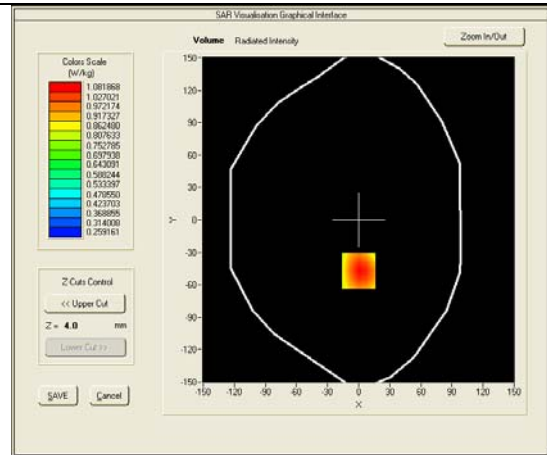 SAR Visualisation Graphical Interface
Volume Radiated Intensity
Zoom In/Out
Colors Scale
(W/kg)
1.081868
1.027021
0.972174
0.917327
0.862480
0.807633
0.752785
0.697938
0.643091
0.588244
0.533397
0.478550
0.423703
0.368855
0.314008
0.259161
Z Cuts Control
<< Upper Cut
Z = 4.0 mm
Lower Cut >>
SAVE
Cancel
Y
150
120
90
60
30
0
-30
-60
-90
-120
-150
-150 -120 -90 -60 -30 0 30 60 90 120 150
X